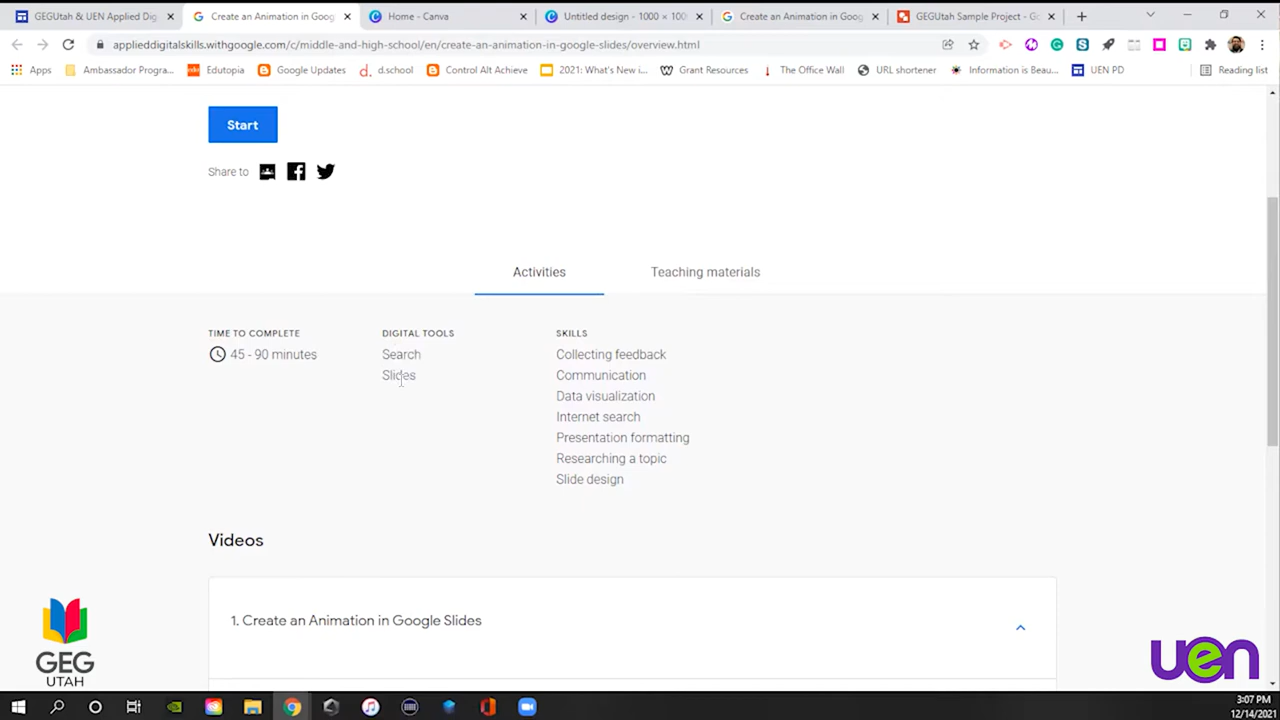 GEGUtah & UEN Applied Dig
Create an Animation in Goog
Home - Canva
Untitled design - 1000 × 100
Create an Animation in Goog
GEGUtah Sample Project - Go
applieddigitalskills.withgoogle.com/c/middle-and-high-school/en/create-an-animation-in-google-slides/overview.html
Apps
Ambassador Progra...
Edutopia
Google Updates
d.school
Control Alt Achieve
2021: What's New i...
Grant Resources
The Office Wall
URL shortener
Information is Beau...
UEN PD
Reading list
Start
Share to
Activities
Teaching materials
TIME TO COMPLETE
45 - 90 minutes
DIGITAL TOOLS
Search
Slides
SKILLS
Collecting feedback
Communication
Data visualization
Internet search
Presentation formatting
Researching a topic
Slide design
Videos
1. Create an Animation in Google Slides
GEG
UTAH
uen
3:07 PM
12/14/2021